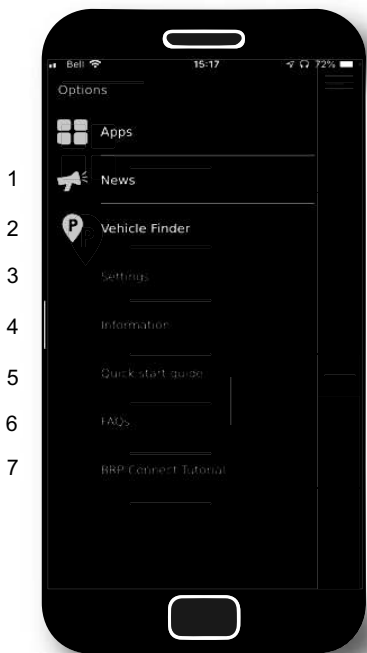 Bell 15:17 72%
Options
Apps
1 News
2 P Vehicle Finder
3 Settings
4 Information
5 Quick start guide
6 FAQs
7 BRP Connect Tutorial